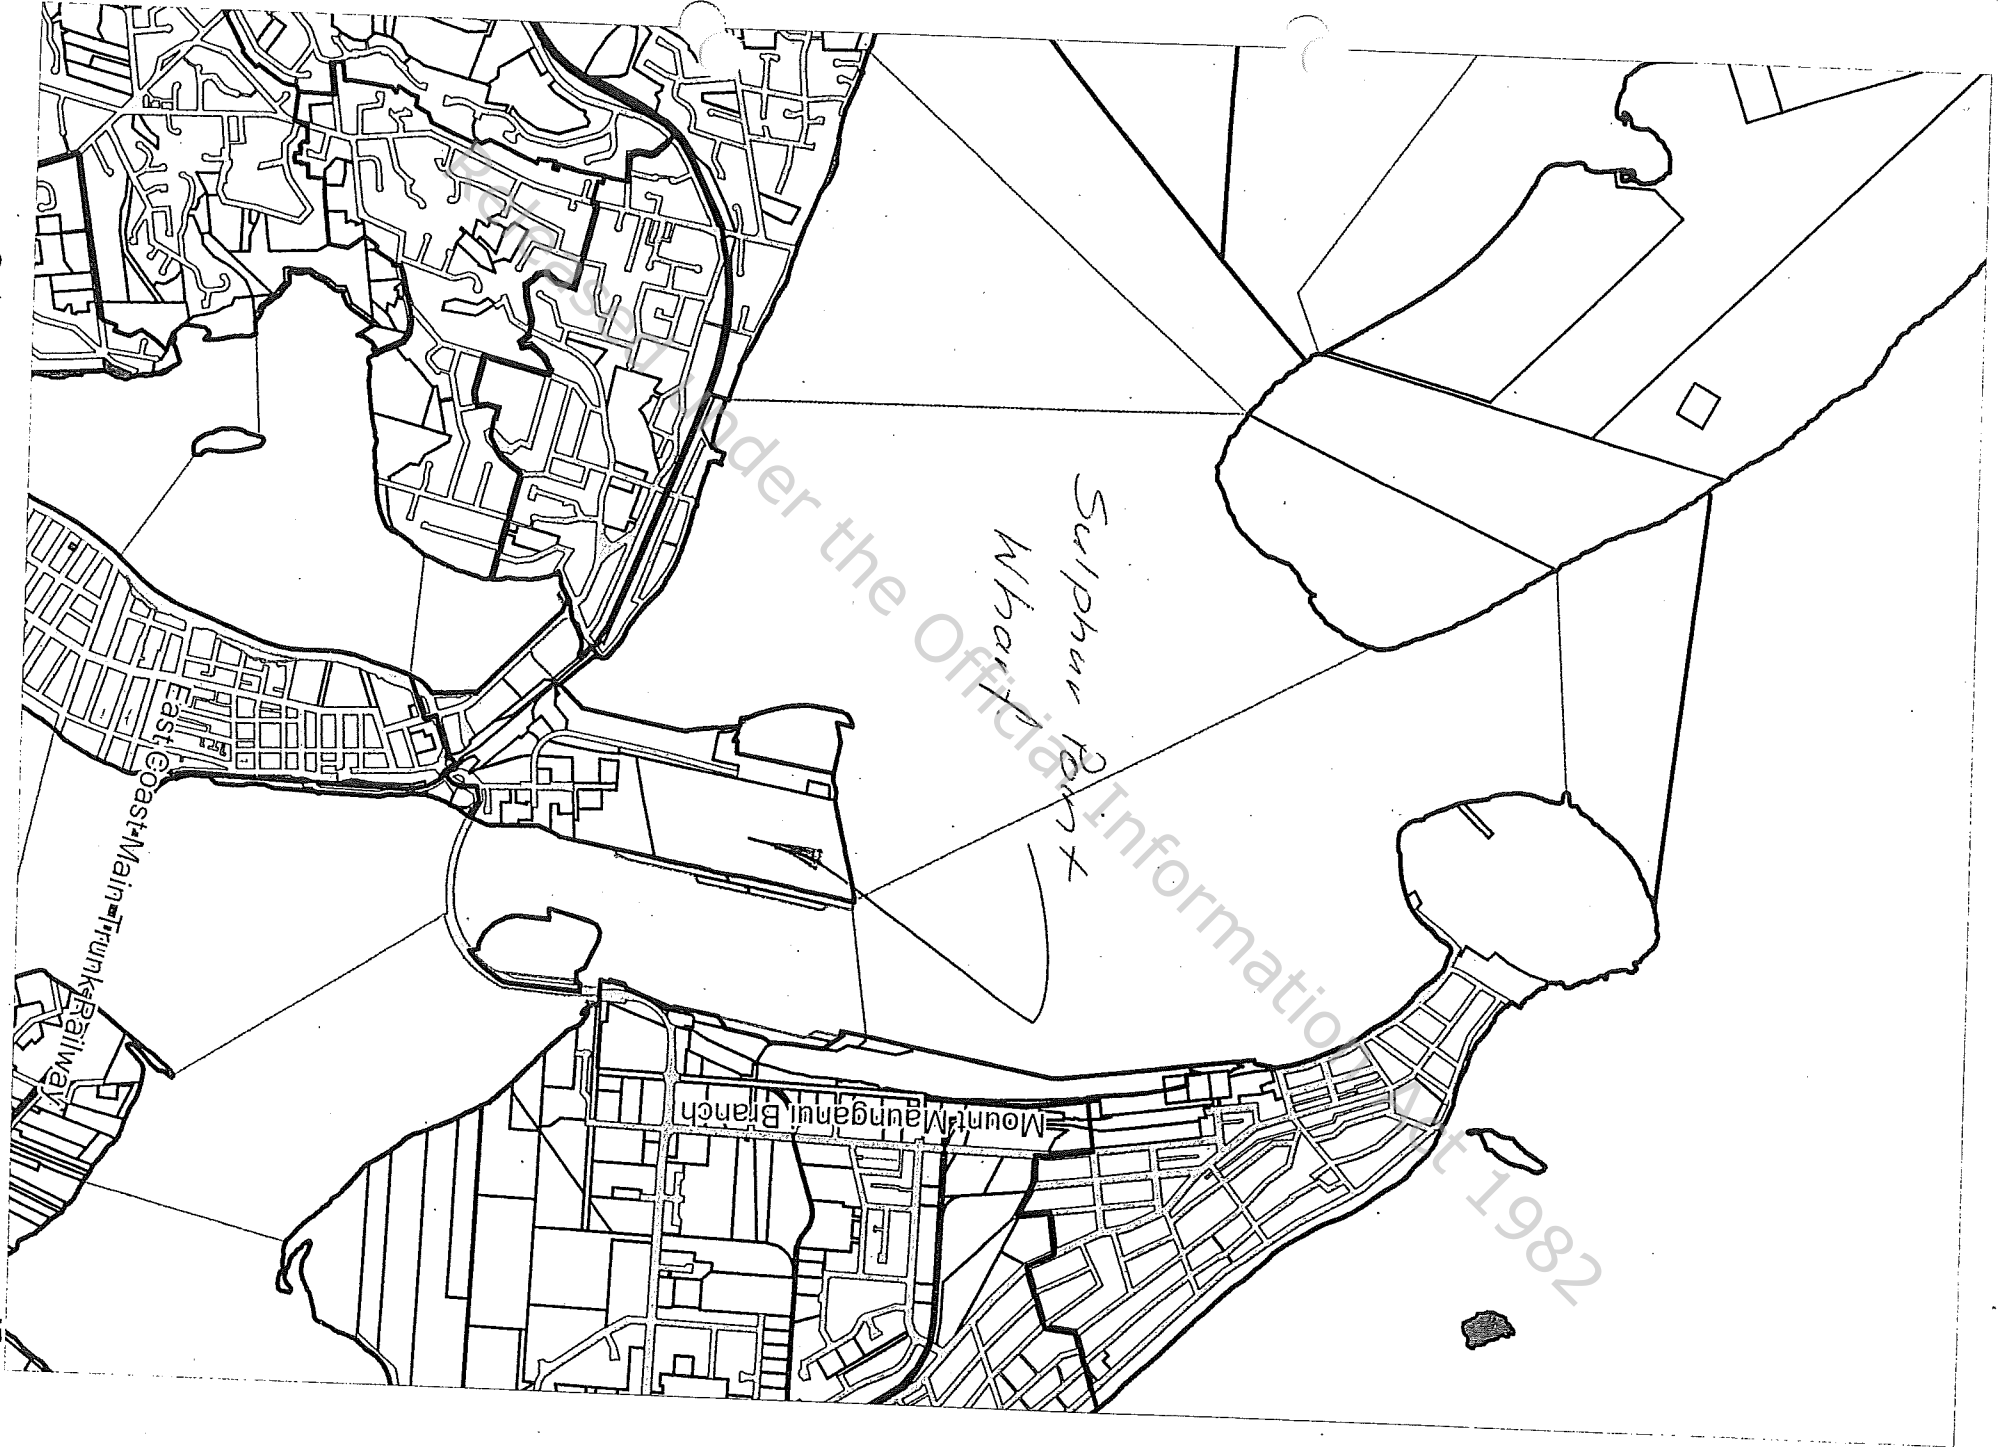 Sulphur Point
Wharf
East Coast Main Trunk Railway
Mount Maunganui Branch
Released under the Official Information Act 1982